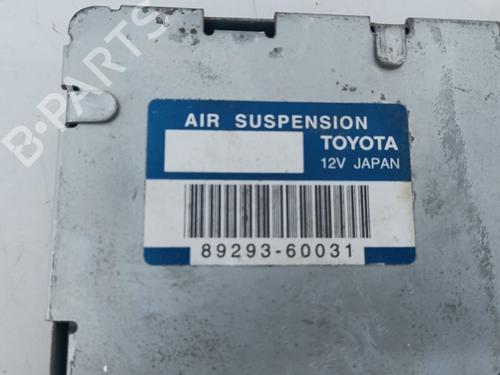 B-PARTS
AIR SUSPENSION
TOYOTA
12V JAPAN
89293-60031